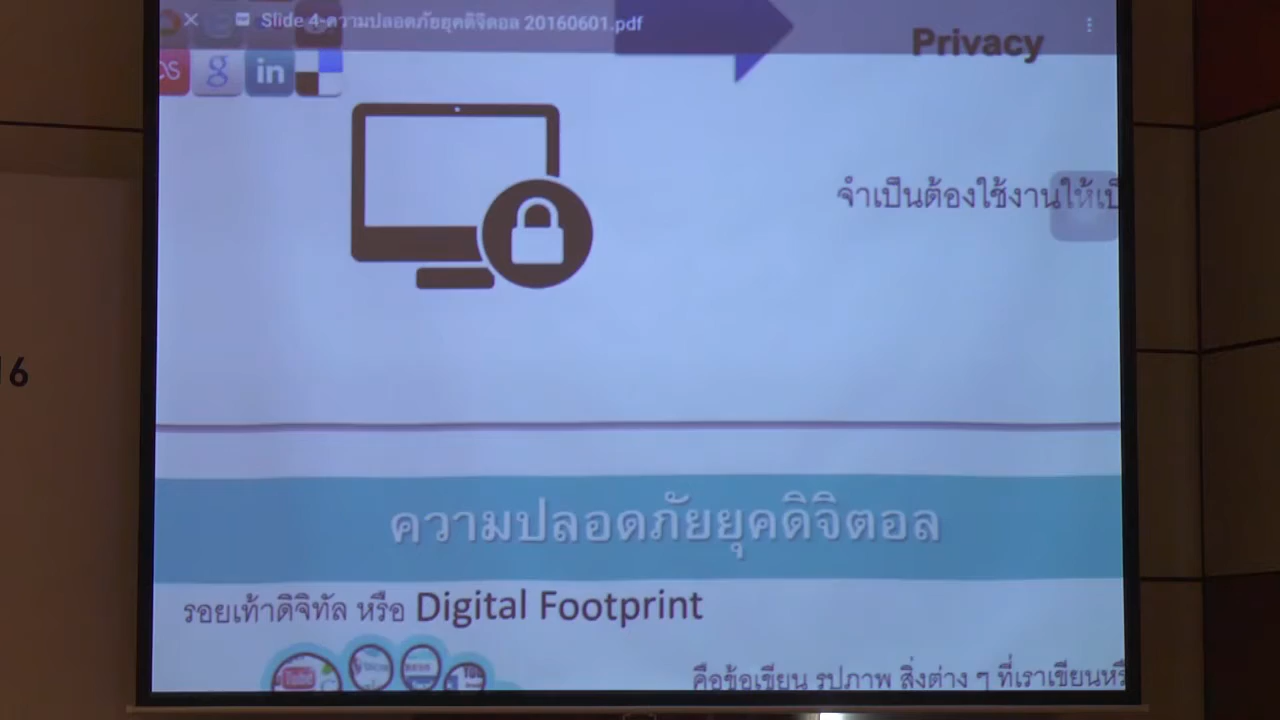 Slide 4-ความปลอดภัยยุคดิจิตอล 20160601.pdf
Privacy
in
จำเป็นต้องใช้งานให้เป็
16
ความปลอดภัยยุคดิจิตอล
รอยเท้าดิจิทัล หรือ Digital Footprint
คือข้อเขียน รูปภาพ สิ่งต่าง ๆ ที่เราเขียนหรื